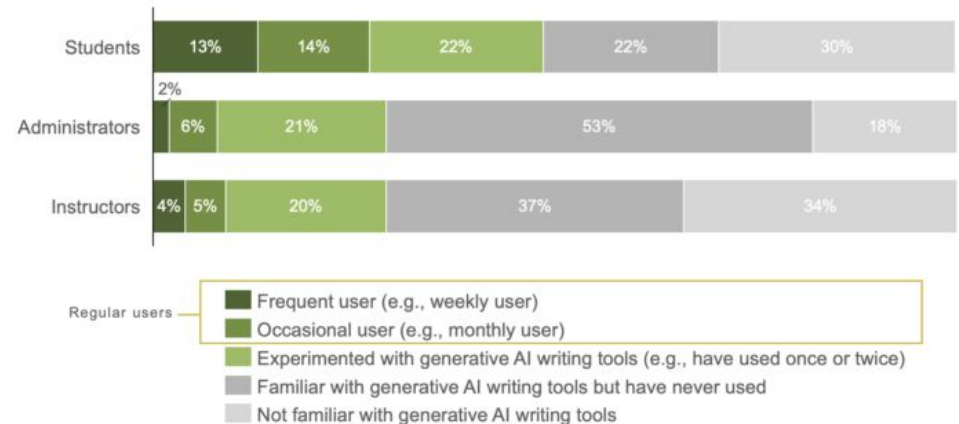 Students 13% 14% 22% 22% 30%
2%
Administrators 6% 21% 53% 18%
Instructors 4% 5% 20% 37% 34%
Regular users
Frequent user (e.g., weekly user)
Occasional user (e.g., monthly user)
Experimented with generative AI writing tools (e.g., have used once or twice)
Familiar with generative AI writing tools but have never used
Not familiar with generative AI writing tools